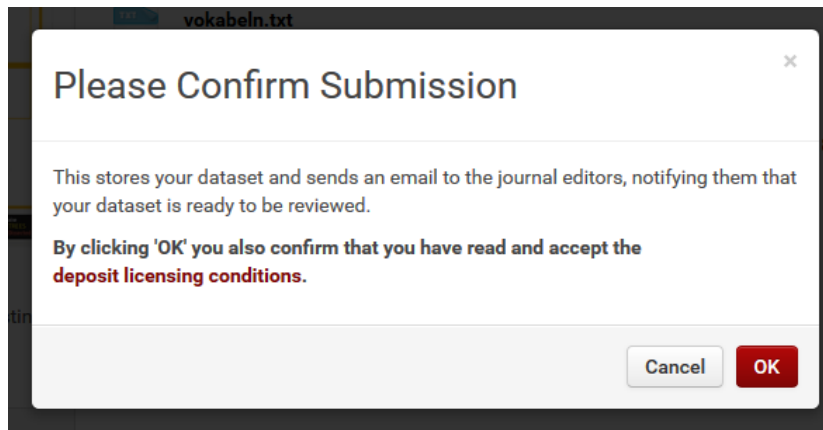 TXT
vokabeln.txt
Please Confirm Submission
×
This stores your dataset and sends an email to the journal editors, notifying them that
your dataset is ready to be reviewed.
By clicking 'OK' you also confirm that you have read and accept the
deposit licensing conditions.
Cancel
OK